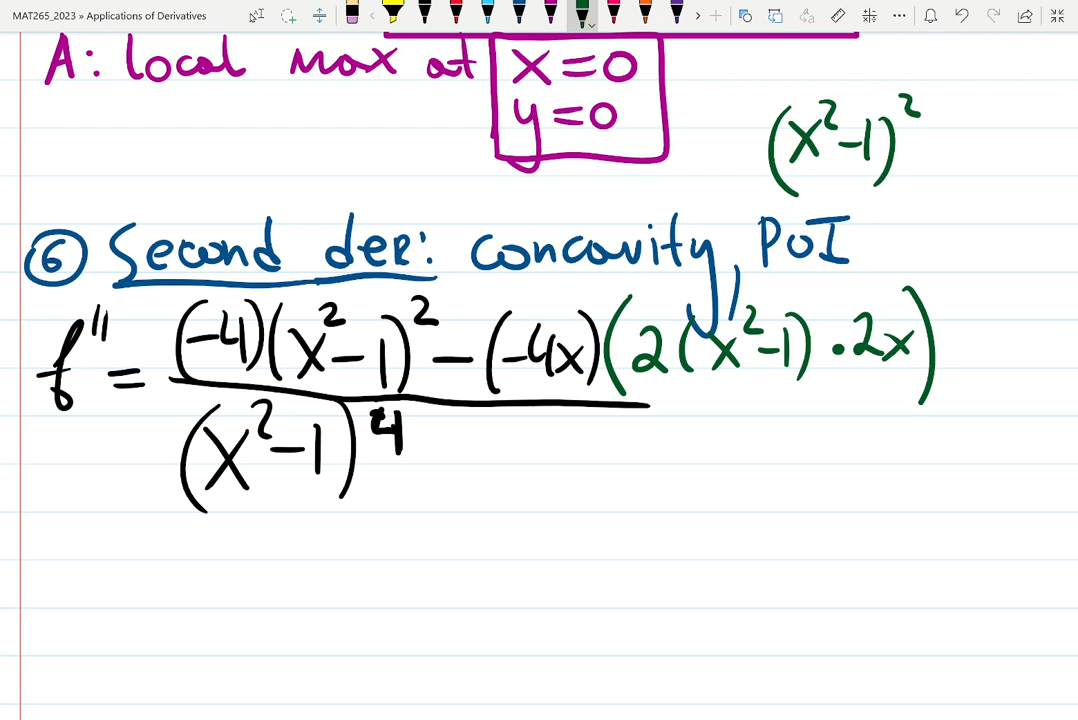 MAT265_2023 » Applications of Derivatives
A: local max at x=0
y=0
(x²-1)²
⑥ Second der: concavity, POI
f'' = (-4)(x²-1)² - (-4x)(2(x²-1)•2x)
(x²-1)⁴